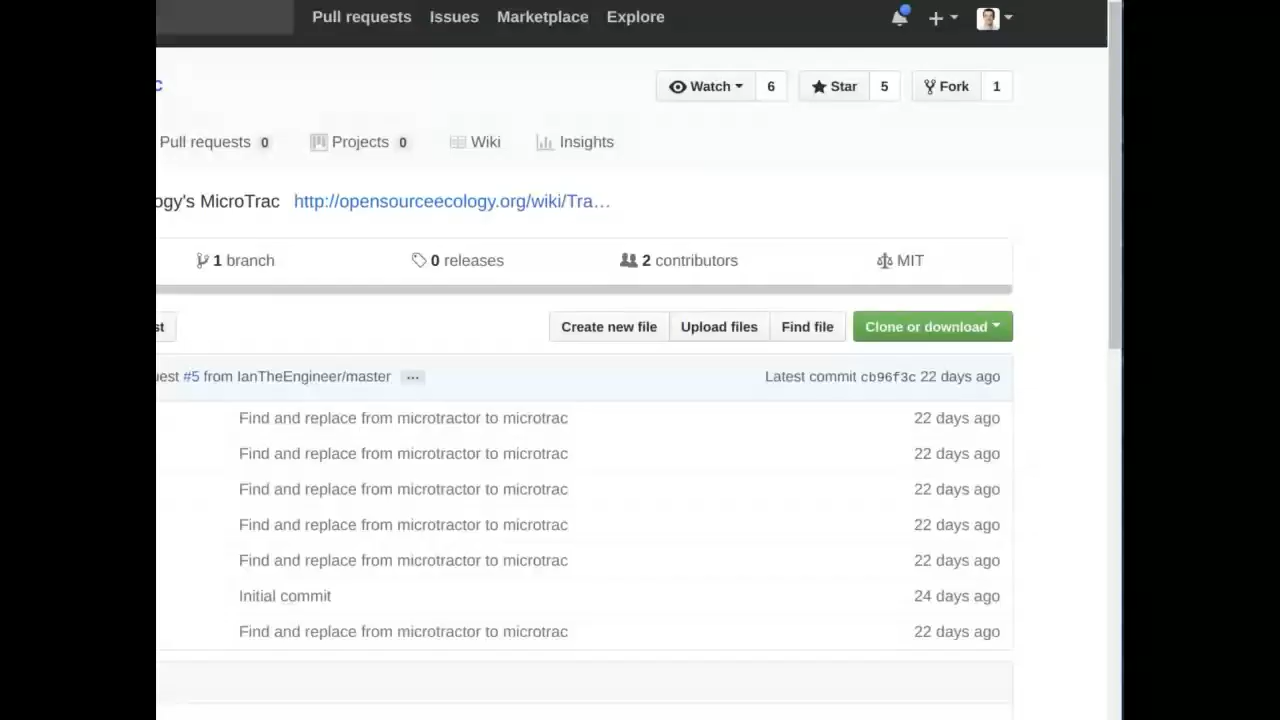 Pull requests Issues Marketplace Explore
c Watch 6 Star 5 Fork 1
Pull requests 0 Projects 0 Wiki Insights
ogy's MicroTrac http://opensourceecology.org/wiki/Tra…
1 branch 0 releases 2 contributors MIT
st Create new file Upload files Find file Clone or download
uest #5 from IanTheEngineer/master ... Latest commit cb96f3c 22 days ago
Find and replace from microtractor to microtrac 22 days ago
Find and replace from microtractor to microtrac 22 days ago
Find and replace from microtractor to microtrac 22 days ago
Find and replace from microtractor to microtrac 22 days ago
Find and replace from microtractor to microtrac 22 days ago
Initial commit 24 days ago
Find and replace from microtractor to microtrac 22 days ago